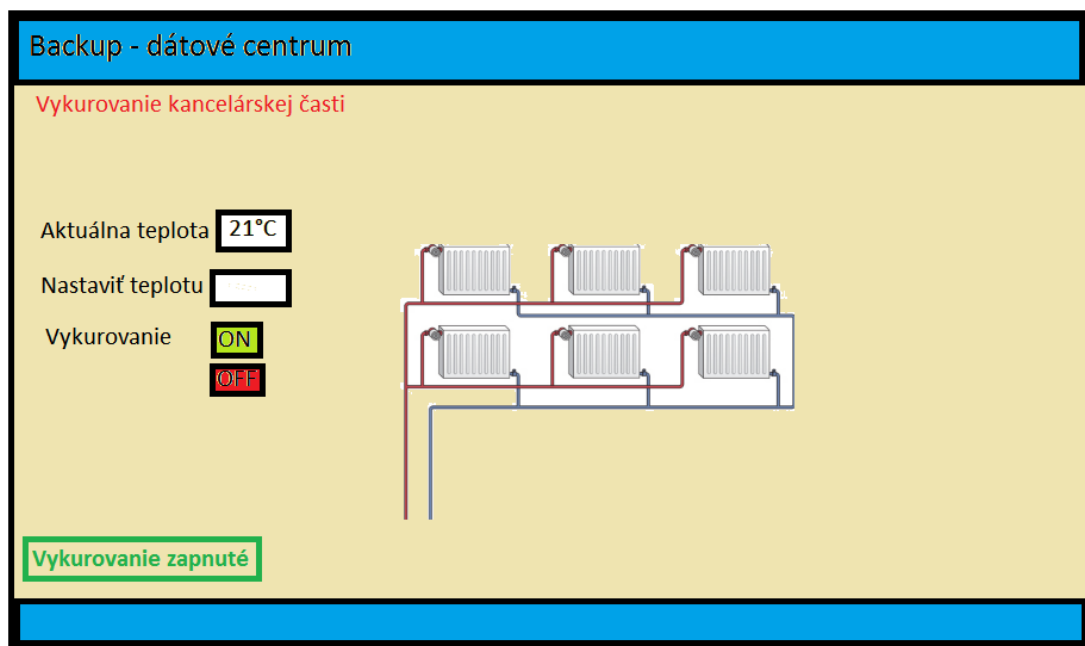 Backup - dátové centrum
Vykurovanie kancelárskej časti
Aktuálna teplota 21°C
Nastaviť teplotu
Vykurovanie ON
OFF
Vykurovanie zapnuté